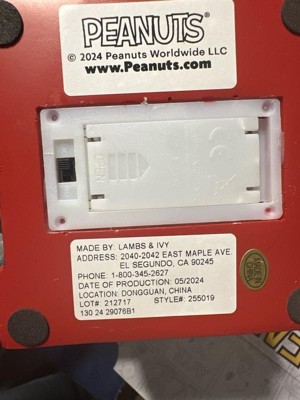 PEANUTS®
© 2024 Peanuts Worldwide LLC
www.Peanuts.com
OPEN
CE
MADE BY: LAMBS & IVY
ADDRESS: 2040-2042 EAST MAPLE AVE.
EL SEGUNDO, CA 90245
PHONE: 1-800-345-2627
DATE OF PRODUCTION: 05/2024
LOCATION: DONGGUAN, CHINA
LOT#: 212717 STYLE#: 255019
130 24 29076B1